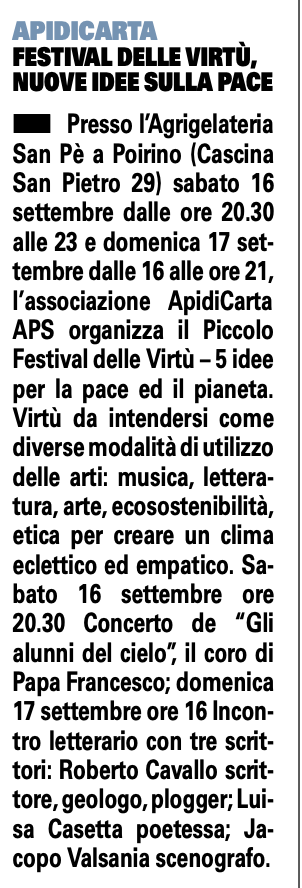 APIDICARTA
FESTIVAL DELLE VIRTÙ,
NUOVE IDEE SULLA PACE
Presso l'Agrigelateria
San Pè a Poirino (Cascina
San Pietro 29) sabato 16
settembre dalle ore 20.30
alle 23 e domenica 17 set-
tembre dalle 16 alle ore 21,
l'associazione ApidiCarta
APS organizza il Piccolo
Festival delle Virtù – 5 idee
per la pace ed il pianeta.
Virtù da intendersi come
diverse modalità di utilizzo
delle arti: musica, lettera-
tura, arte, ecosostenibilità,
etica per creare un clima
eclettico ed empatico. Sa-
bato 16 settembre ore
20.30 Concerto de “Gli
alunni del cielo”, il coro di
Papa Francesco; domenica
17 settembre ore 16 Incon-
tro letterario con tre scrit-
tori: Roberto Cavallo scrit-
tore, geologo, plogger; Lui-
sa Casetta poetessa; Ja-
copo Valsania scenografo.